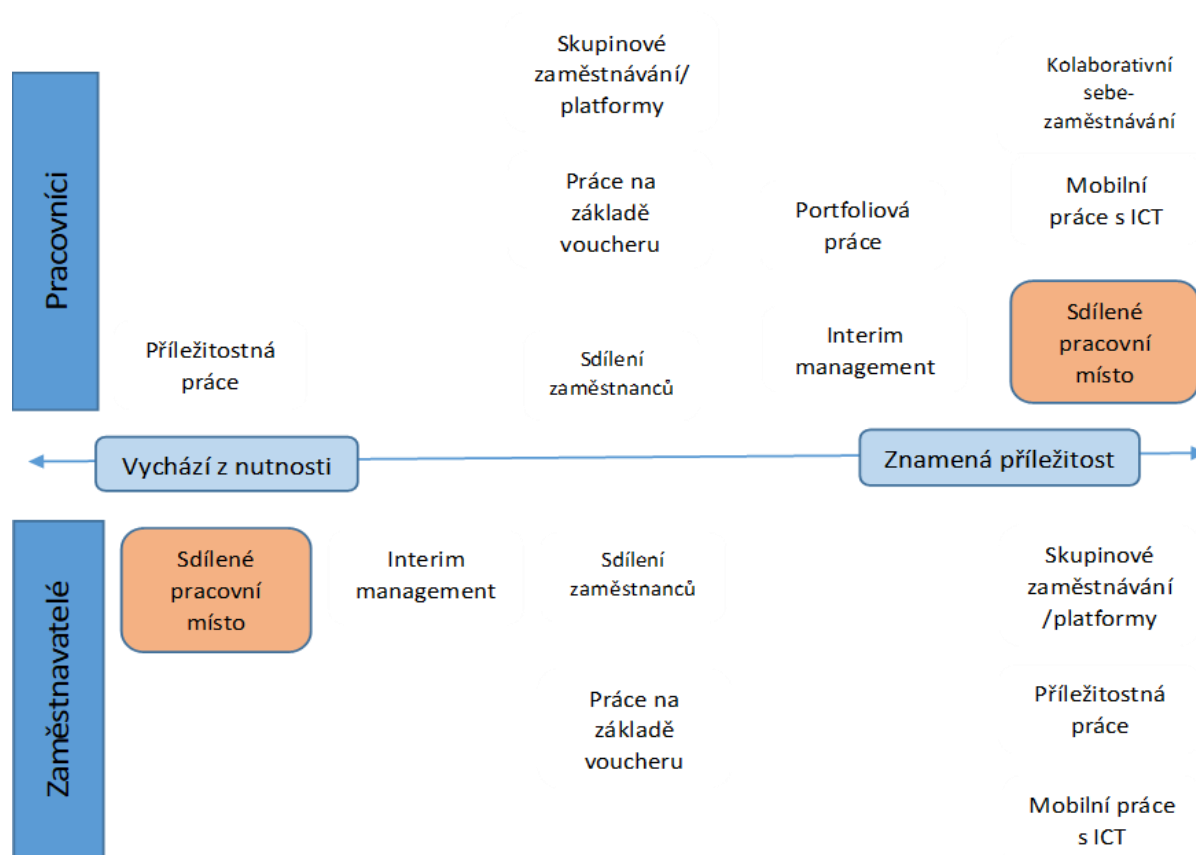 Pracovníci
Skupinové
zaměstnávání/
platformy
Kolaborativní
sebe-
zaměstnávání
Práce na
základě
voucheru
Portfoliová
práce
Mobilní
práce s ICT
Příležitostná
práce
Sdílení
zaměstnanců
Interim
management
Sdílené
pracovní
místo
Vychází z nutnosti
Znamená příležitost
Zaměstnavatelé
Sdílené
pracovní
místo
Interim
management
Sdílení
zaměstnanců
Skupinové
zaměstnávání
/platformy
Práce na
základě
voucheru
Příležitostná
práce
Mobilní práce
s ICT